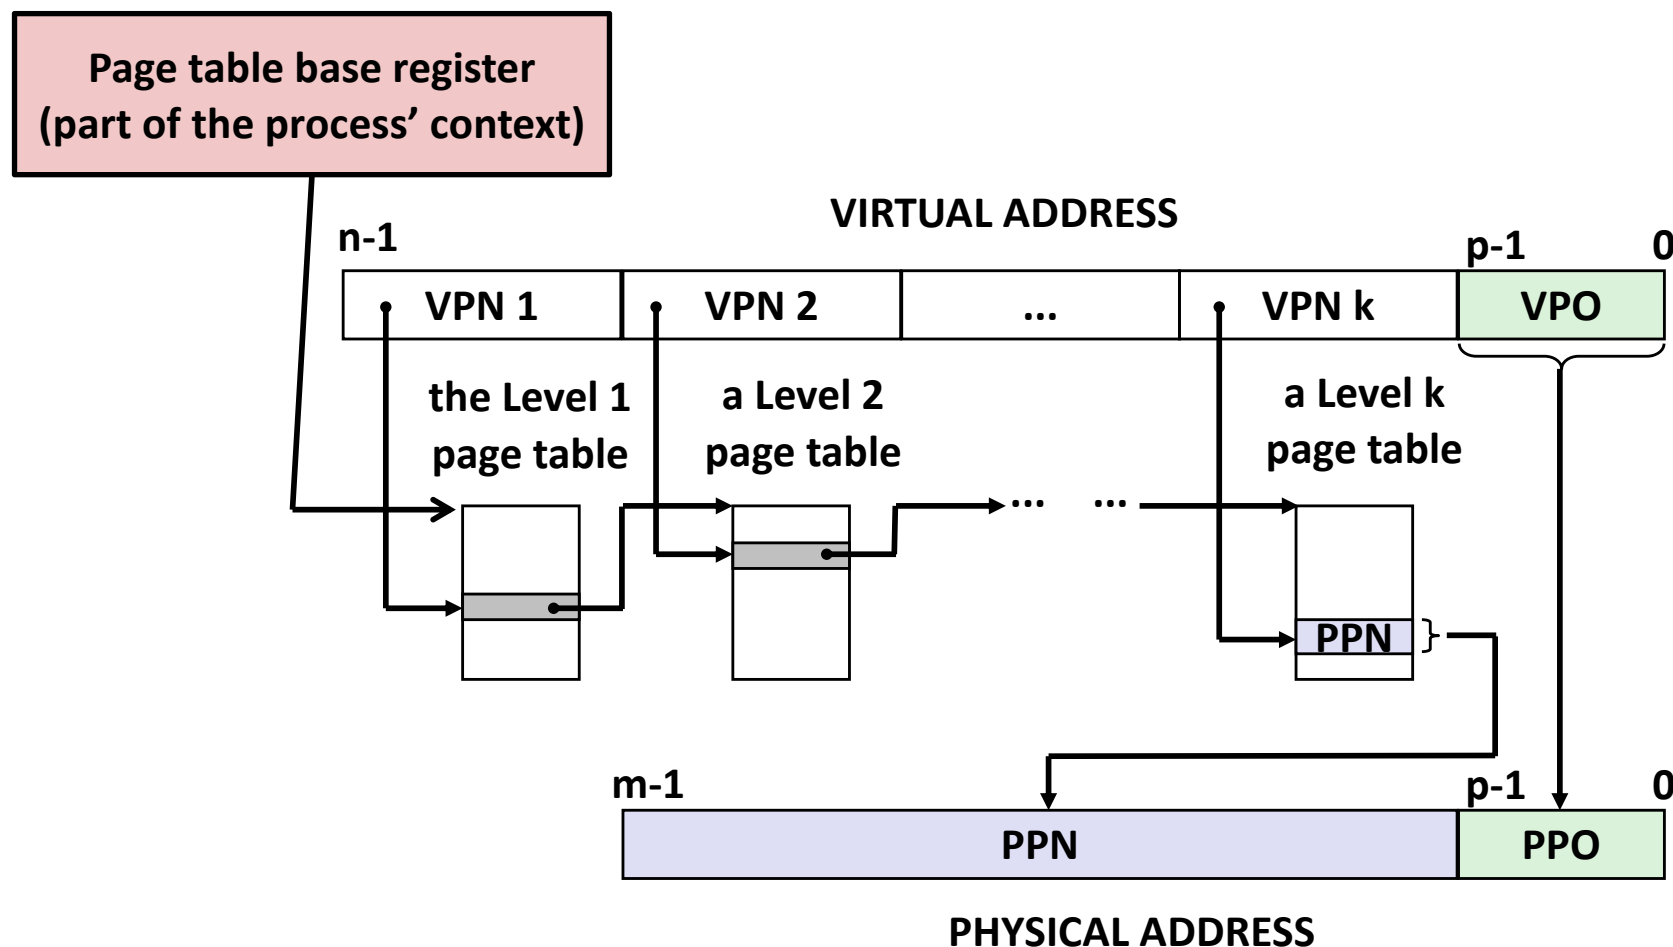 Page table base register
(part of the process’ context)
VIRTUAL ADDRESS
n-1
p-1
0
VPN 1
VPN 2
...
VPN k
VPO
the Level 1
page table
a Level 2
page table
a Level k
page table
...
...
PPN
m-1
p-1
0
PPN
PPO
PHYSICAL ADDRESS